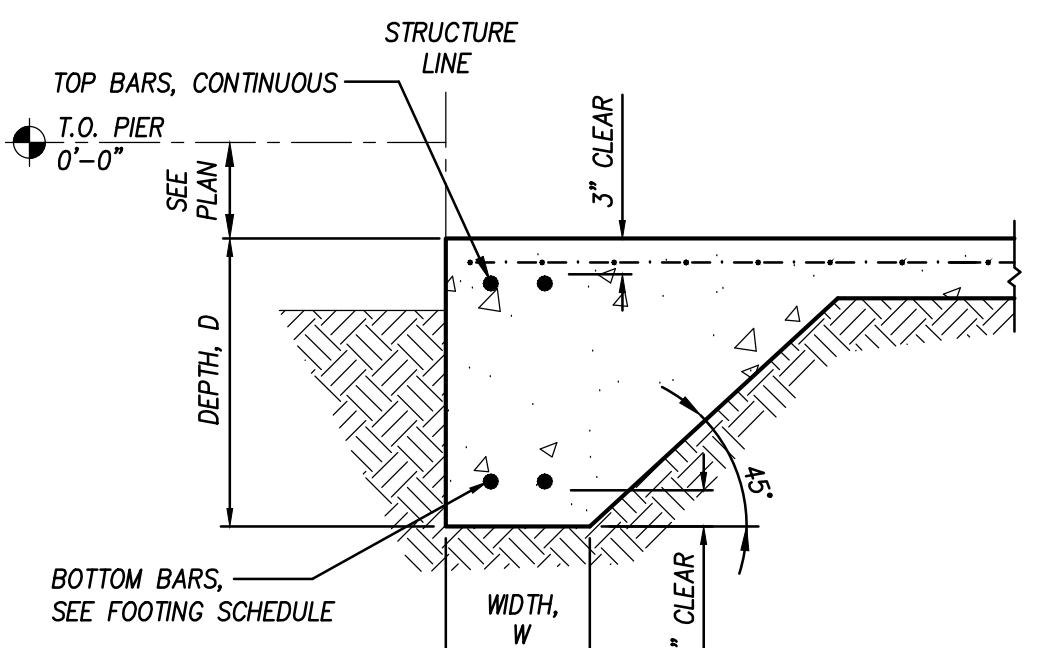 STRUCTURE
LINE
TOP BARS, CONTINUOUS
T.O. PIER
0'-0"
SEE
PLAN
3" CLEAR
DEPTH, D
45°
BOTTOM BARS,
SEE FOOTING SCHEDULE
WIDTH,
W
" CLEAR